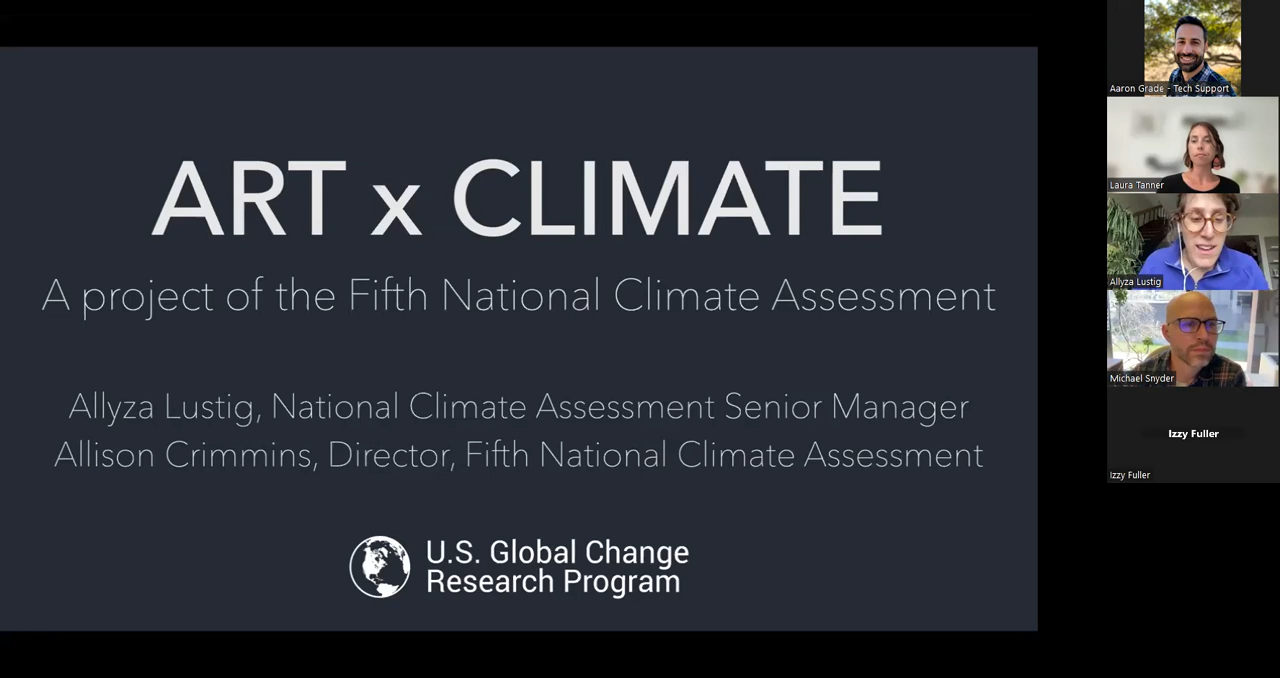 ART x CLIMATE
A project of the Fifth National Climate Assessment
Allyza Lustig, National Climate Assessment Senior Manager
Allison Crimmins, Director, Fifth National Climate Assessment
U.S. Global Change
Research Program
Aaron Grade - Tech Support
Laura Tanner
Allyza Lustig
Michael Snyder
Izzy Fuller
Izzy Fuller